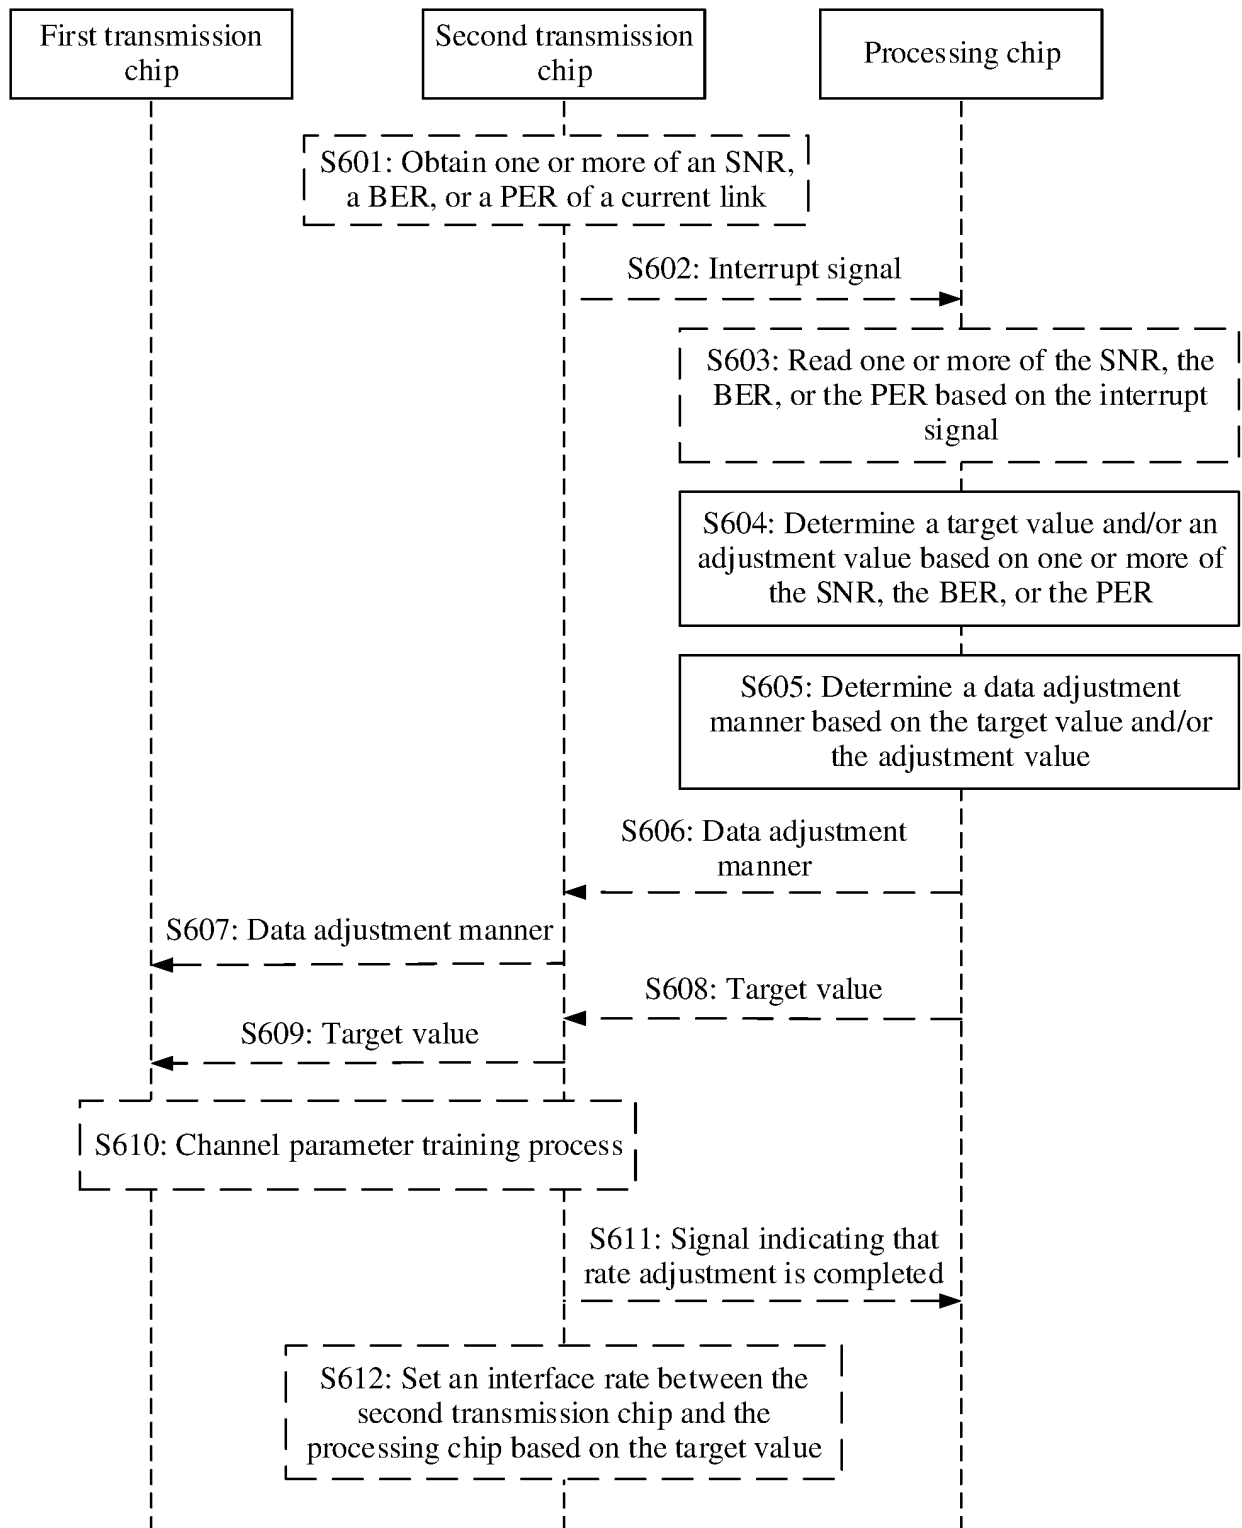 First transmission
chip
Second transmission
chip
Processing chip
S601: Obtain one or more of an SNR,
a BER, or a PER of a current link
S602: Interrupt signal
S603: Read one or more of the SNR, the
BER, or the PER based on the interrupt
signal
S604: Determine a target value and/or an
adjustment value based on one or more of
the SNR, the BER, or the PER
S605: Determine a data adjustment
manner based on the target value and/or
the adjustment value
S606: Data adjustment
manner
S607: Data adjustment manner
S608: Target value
S609: Target value
S610: Channel parameter training process
S611: Signal indicating that
rate adjustment is completed
S612: Set an interface rate between the
second transmission chip and the
processing chip based on the target value